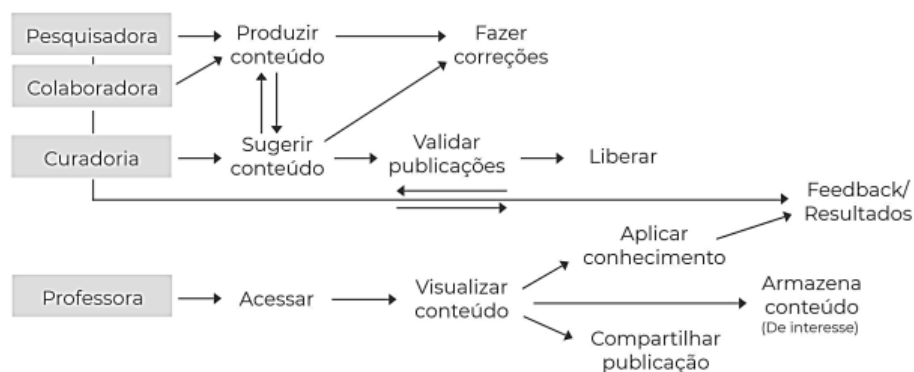 Pesquisadora
Produzir
conteúdo
Fazer
correções
Colaboradora
Curadoria
Sugerir
conteúdo
Validar
publicações
Liberar
Feedback/
Resultados
Aplicar
conhecimento
Professora
Acessar
Visualizar
conteúdo
Armazena
conteúdo
(De interesse)
Compartilhar
publicação